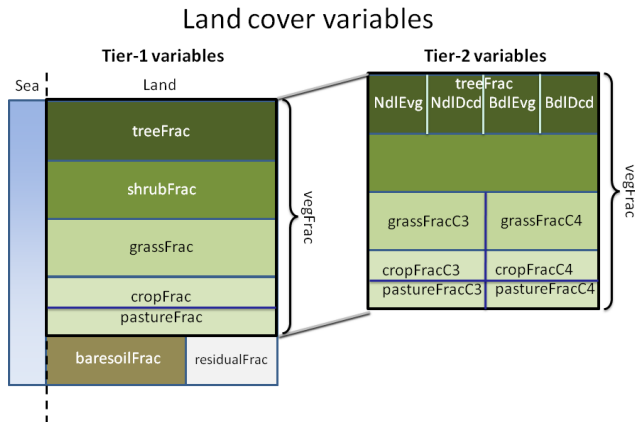 Land cover variables
Tier-1 variables
Tier-2 variables
Sea
Land
treeFrac
shrubFrac
grassFrac
cropFrac
pastureFrac
vegFrac
baresoilFrac
residualFrac
treeFrac
NdlEvg NdlDcd BdlEvg BdlDcd
grassFracC3 grassFracC4
cropFracC3 cropFracC4
pastureFracC3 pastureFracC4
vegFrac